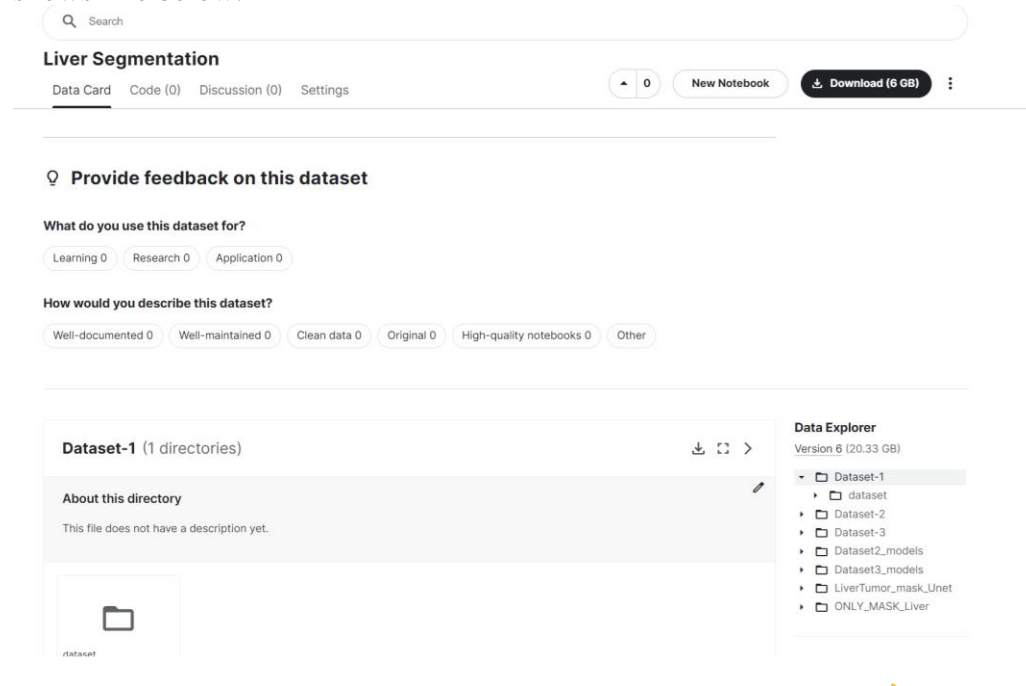 Search
Liver Segmentation
Data Card Code (0) Discussion (0) Settings
0 New Notebook Download (6 GB)
Provide feedback on this dataset
What do you use this dataset for?
Learning 0 Research 0 Application 0
How would you describe this dataset?
Well-documented 0 Well-maintained 0 Clean data 0 Original 0 High-quality notebooks 0 Other
Dataset-1 (1 directories)
About this directory
This file does not have a description yet.
dataset
Data Explorer
Version 6 (20.33 GB)
Dataset-1
dataset
Dataset-2
Dataset-3
Dataset2_models
Dataset3_models
LiverTumor_mask_Unet
ONLY_MASK_Liver